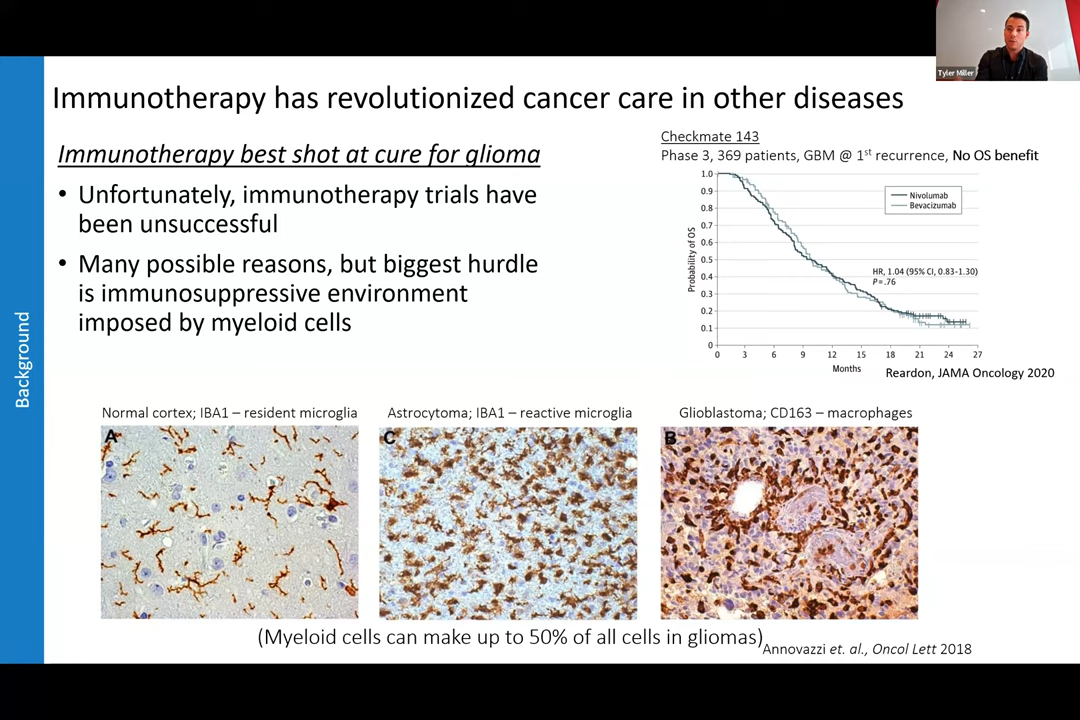 Tyler Miller
Immunotherapy has revolutionized cancer care in other diseases
Immunotherapy best shot at cure for glioma
• Unfortunately, immunotherapy trials have
been unsuccessful
• Many possible reasons, but biggest hurdle
is immunosuppressive environment
imposed by myeloid cells
Checkmate 143
Phase 3, 369 patients, GBM @ 1st recurrence, No OS benefit
Probability of OS
1.0
0.9
0.8
0.7
0.6
0.5
0.4
0.3
0.2
0.1
0
Nivolumab
Bevacizumab
HR, 1.04 (95% CI, 0.83-1.30)
P = .76
0 3 6 9 12 15 18 21 24 27
Months
Reardon, JAMA Oncology 2020
Background
Normal cortex; IBA1 – resident microglia
A
Astrocytoma; IBA1 – reactive microglia
C
Glioblastoma; CD163 – macrophages
B
(Myeloid cells can make up to 50% of all cells in gliomas)
Annovazzi et. al., Oncol Lett 2018